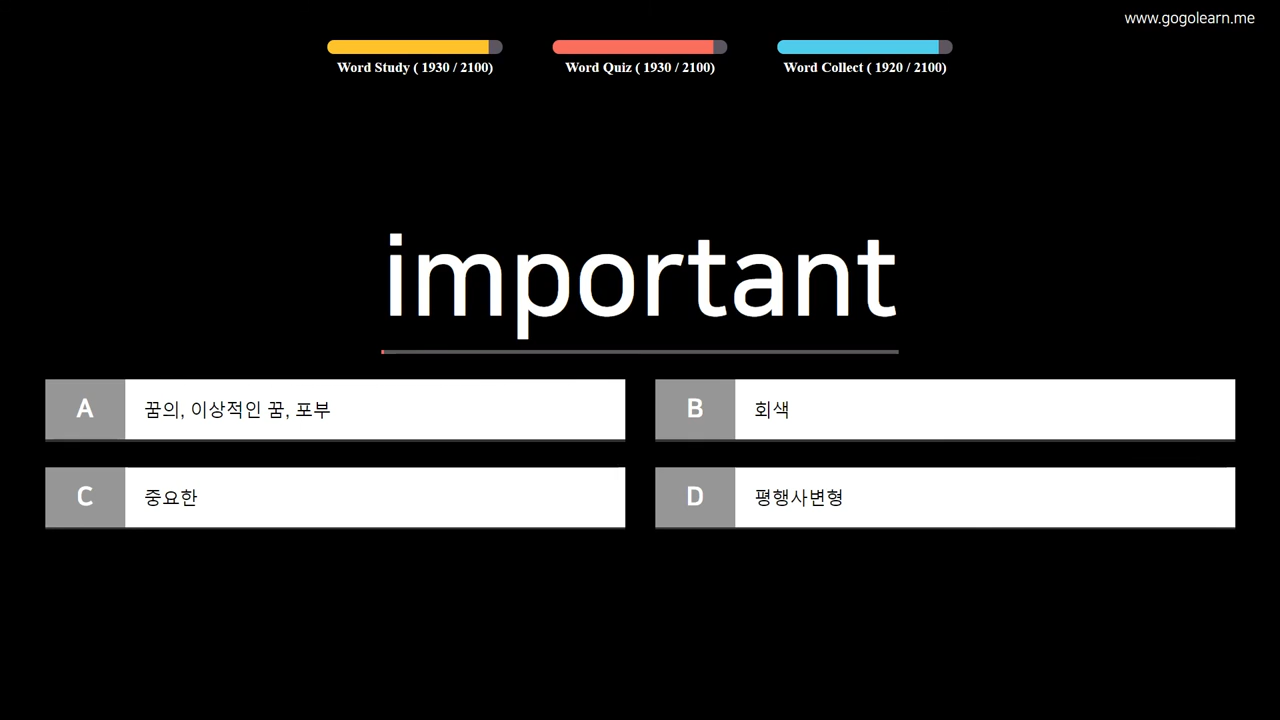 www.gogolearn.me
Word Study ( 1930 / 2100)
Word Quiz ( 1930 / 2100)
Word Collect ( 1920 / 2100)
important
A 꿈의, 이상적인 꿈, 포부
B 회색
C 중요한
D 평행사변형